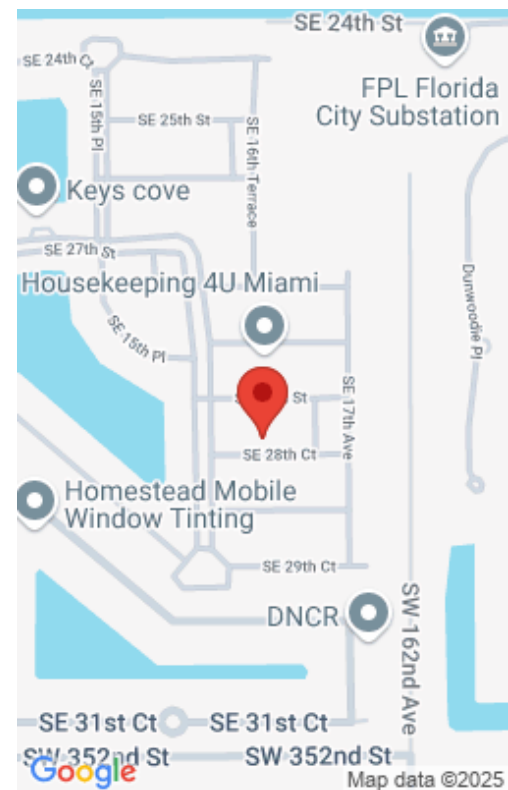 SE 24th St
SE 24th Ct
FPL Florida
City Substation
SE 15th Pl
SE 25th St
SE 16th Terrace
Keys cove
SE 27th St
Dunwoodie Pl
Housekeeping 4U Miami
SE 15th Pl
St
SE 17th Ave
SE 28th Ct
Homestead Mobile
Window Tinting
SE 29th Ct
DNCR
SW 162nd Ave
SE 31st Ct
SE 31st Ct
SW 352nd St
SW 352nd St
Google
Map data ©2025